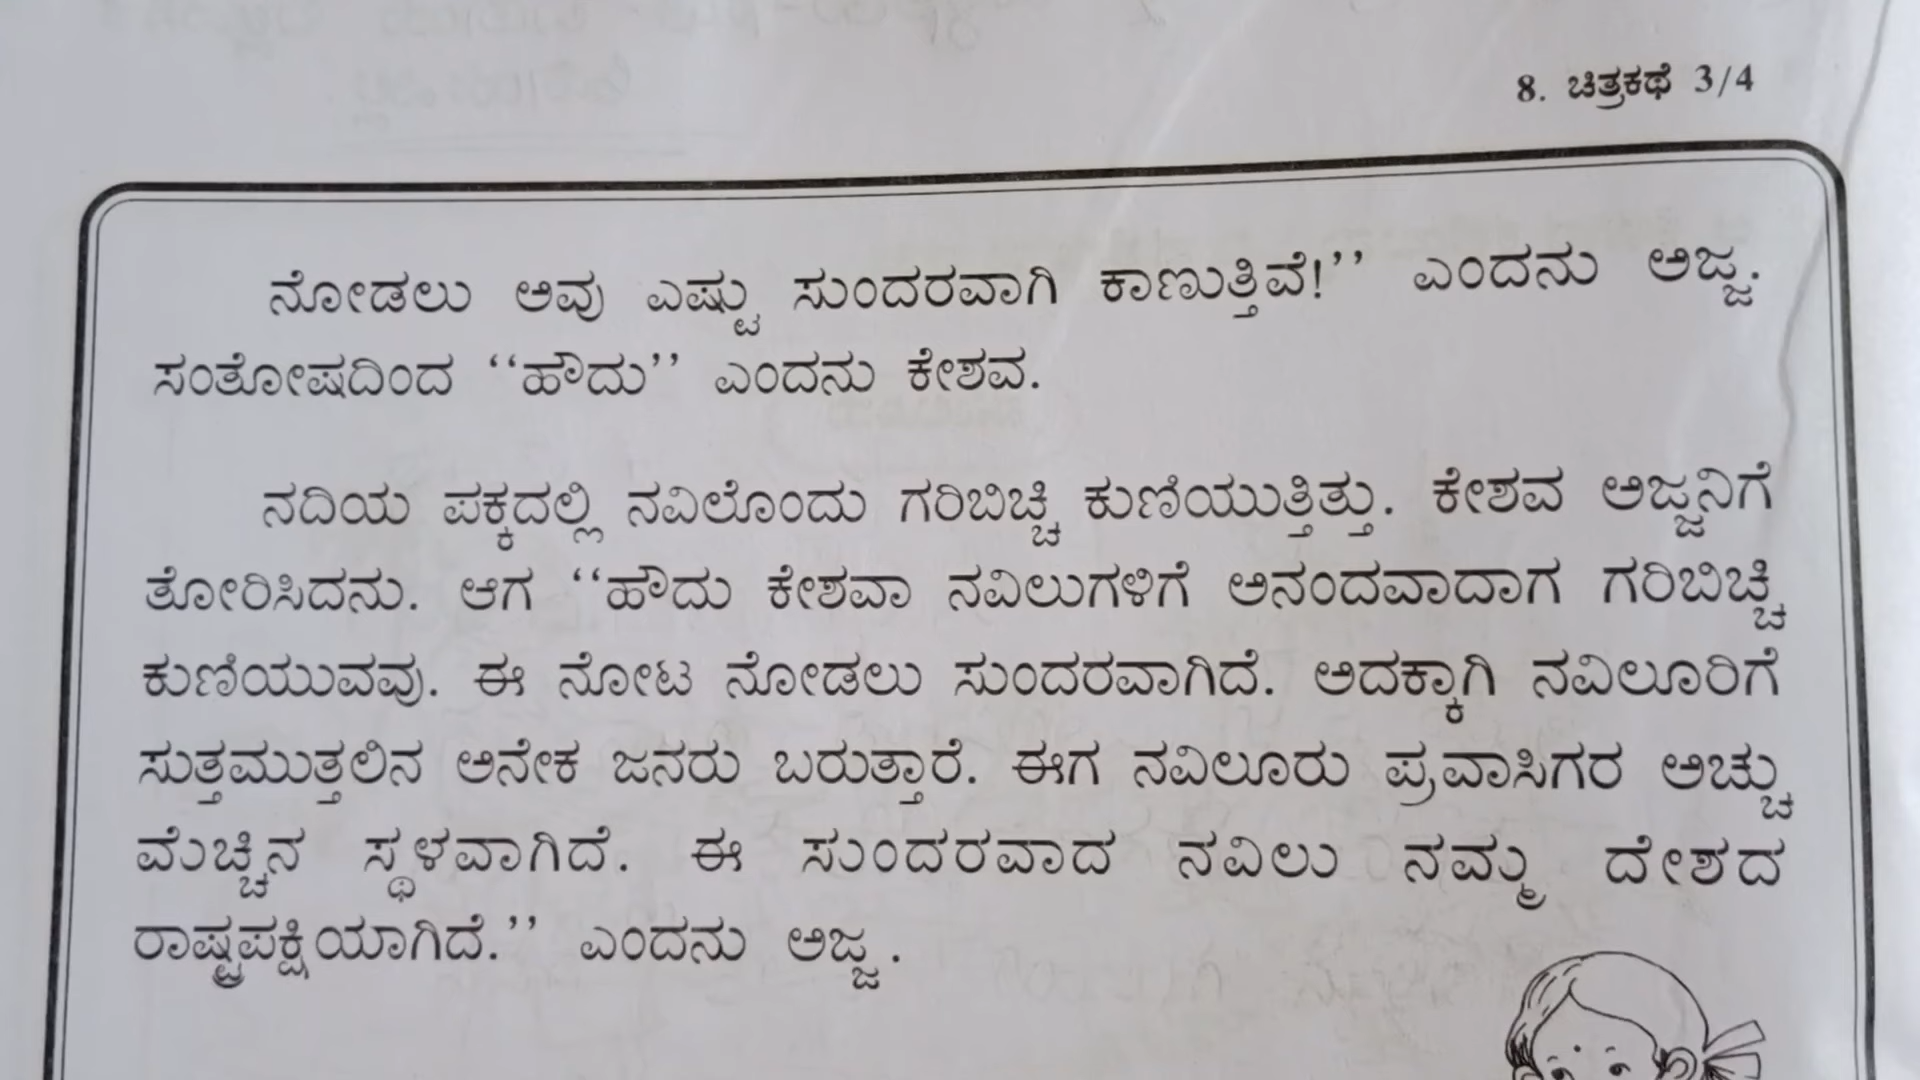 8. ಚಿತ್ರಕಥೆ 3/4
ನೋಡಲು ಅವು ಎಷ್ಟು ಸುಂದರವಾಗಿ ಕಾಣುತ್ತಿವೆ!’’ ಎಂದನು ಅಜ್ಜ.
ಸಂತೋಷದಿಂದ ‘‘ಹೌದು’’ ಎಂದನು ಕೇಶವ.
ನದಿಯ ಪಕ್ಕದಲ್ಲಿ ನವಿಲೊಂದು ಗರಿಬಿಚ್ಚಿ ಕುಣಿಯುತ್ತಿತ್ತು. ಕೇಶವ ಅಜ್ಜನಿಗೆ
ತೋರಿಸಿದನು. ಆಗ ‘‘ಹೌದು ಕೇಶವಾ ನವಿಲುಗಳಿಗೆ ಆನಂದವಾದಾಗ ಗರಿಬಿಚ್ಚಿ
ಕುಣಿಯುವವು. ಈ ನೋಟ ನೋಡಲು ಸುಂದರವಾಗಿದೆ. ಅದಕ್ಕಾಗಿ ನವಿಲೂರಿಗೆ
ಸುತ್ತಮುತ್ತಲಿನ ಅನೇಕ ಜನರು ಬರುತ್ತಾರೆ. ಈಗ ನವಿಲೂರು ಪ್ರವಾಸಿಗರ ಅಚ್ಚು
ಮೆಚ್ಚಿನ ಸ್ಥಳವಾಗಿದೆ. ಈ ಸುಂದರವಾದ ನವಿಲು ನಮ್ಮ ದೇಶದ
ರಾಷ್ಟ್ರಪಕ್ಷಿಯಾಗಿದೆ.’’ ಎಂದನು ಅಜ್ಜ.